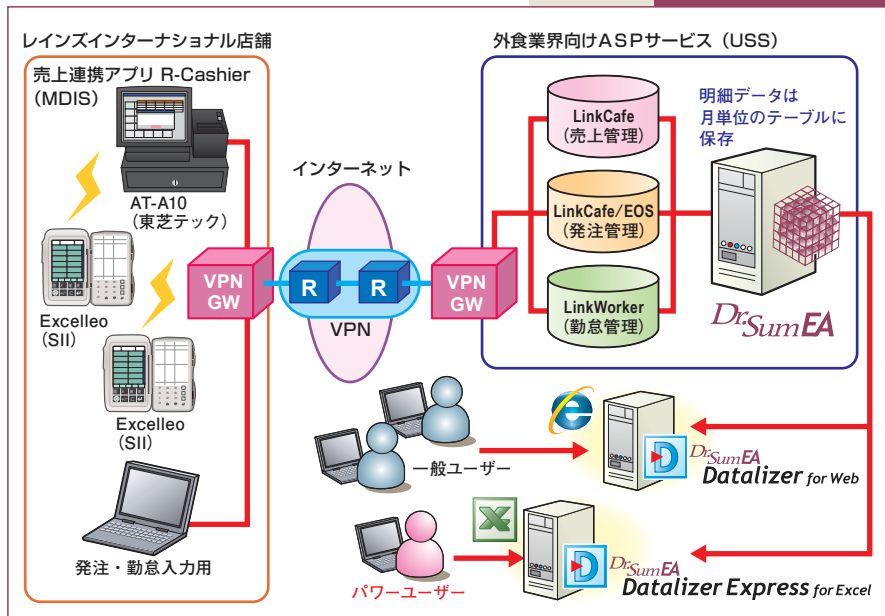 レインズインターナショナル店舗
売上連携アプリ R-Cashier
(MDIS)
AT-A10
(東芝テック)
Excelleo
(SII)
Excelleo
(SII)
発注・勤怠入力用
インターネット
VPN
GW
R
R
VPN
VPN
GW
外食業界向けASPサービス(USS)
LinkCafe
(売上管理)
LinkCafe/EOS
(発注管理)
LinkWorker
(勤怠管理)
明細データは
月単位のテーブルに
保存
Dr.Sum EA
一般ユーザー
Dr.Sum EA
Datalizer for Web
パワーユーザー
Dr.Sum EA
Datalizer Express for Excel